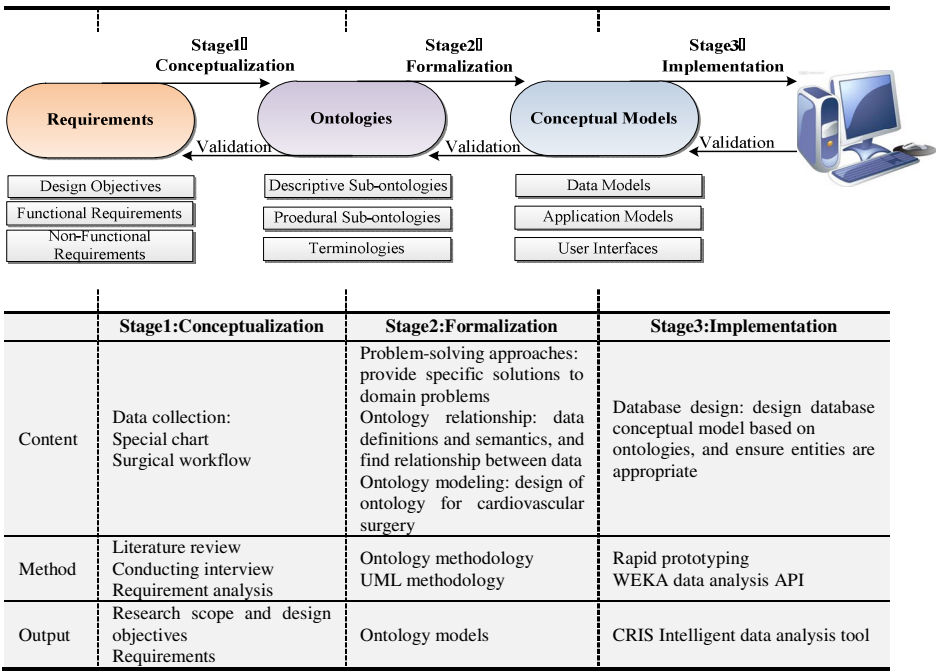 Stage1
Conceptualization
Stage2
Formalization
Stage3
Implementation
Requirements
Ontologies
Conceptual Models
Validation
Validation
Validation
Design Objectives
Functional Requirements
Non-Functional
Requirements
Descriptive Sub-ontologies
Proedural Sub-ontologies
Terminologies
Data Models
Application Models
User Interfaces
Stage1:Conceptualization
Stage2:Formalization
Stage3:Implementation
Content
Data collection:
Special chart
Surgical workflow
Problem-solving approaches:
provide specific solutions to
domain problems
Ontology relationship: data
definitions and semantics, and
find relationship between data
Ontology modeling: design of
ontology for cardiovascular
surgery
Database design: design database
conceptual model based on
ontologies, and ensure entities are
appropriate
Method
Literature review
Conducting interview
Requirement analysis
Ontology methodology
UML methodology
Rapid prototyping
WEKA data analysis API
Output
Research scope and design
objectives
Requirements
Ontology models
CRIS Intelligent data analysis tool